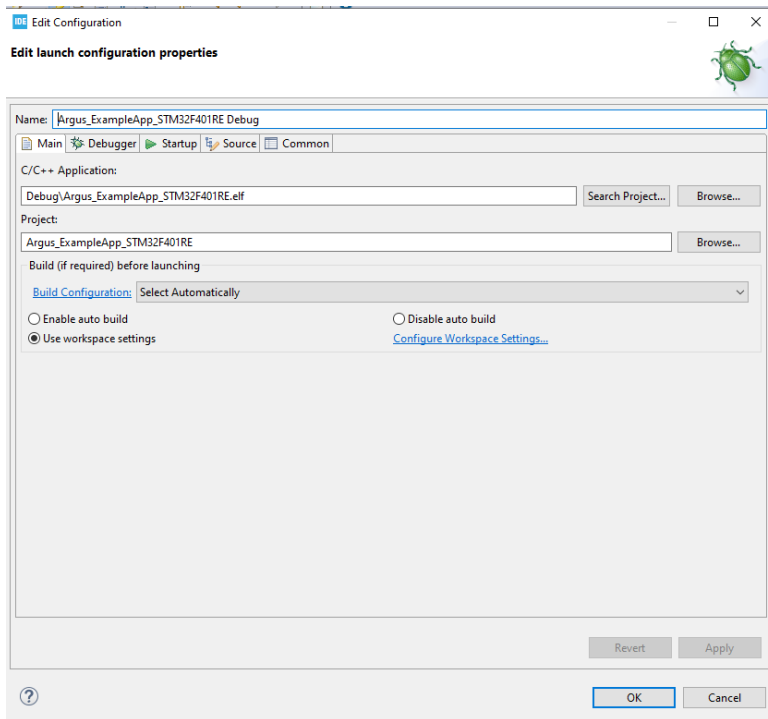 IDE Edit Configuration
Edit launch configuration properties
Name: Argus_ExampleApp_STM32F401RE Debug
Main Debugger Startup Source Common
C/C++ Application:
Debug\Argus_ExampleApp_STM32F401RE.elf Search Project... Browse...
Project:
Argus_ExampleApp_STM32F401RE Browse...
Build (if required) before launching
Build Configuration: Select Automatically
Enable auto build Disable auto build
Use workspace settings Configure Workspace Settings...
Revert Apply
? OK Cancel